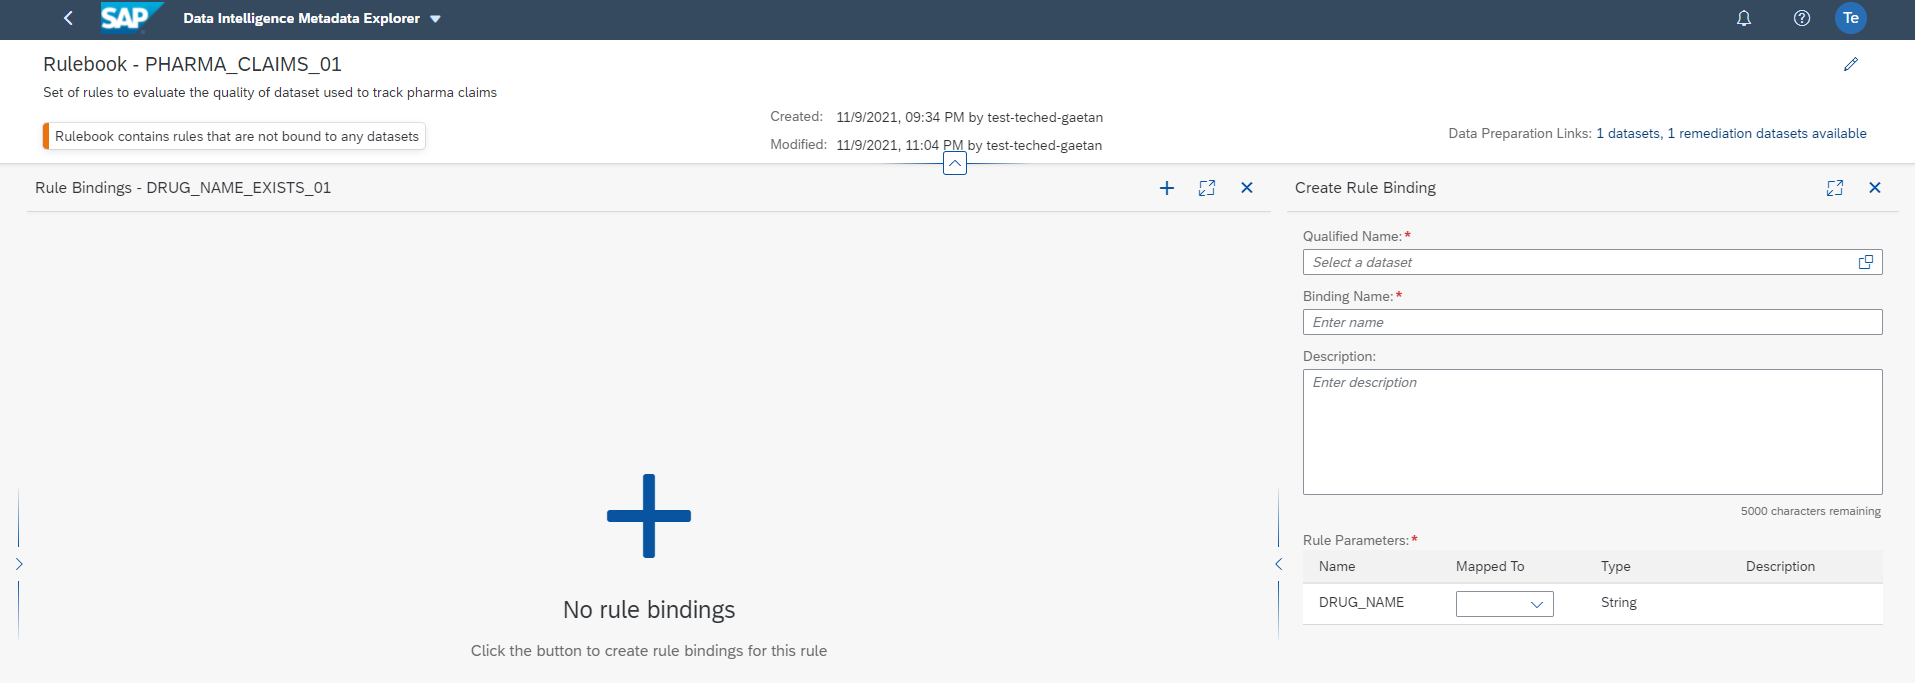 SAP Data Intelligence Metadata Explorer
Te
Rulebook - PHARMA_CLAIMS_01
Set of rules to evaluate the quality of dataset used to track pharma claims
Rulebook contains rules that are not bound to any datasets
Created: 11/9/2021, 09:34 PM by test-teched-gaetan
Modified: 11/9/2021, 11:04 PM by test-teched-gaetan
Data Preparation Links: 1 datasets, 1 remediation datasets available
Rule Bindings - DRUG_NAME_EXISTS_01
No rule bindings
Click the button to create rule bindings for this rule
Create Rule Binding
Qualified Name:*
Select a dataset
Binding Name:*
Enter name
Description:
Enter description
5000 characters remaining
Rule Parameters:*
Name Mapped To Type Description
DRUG_NAME String